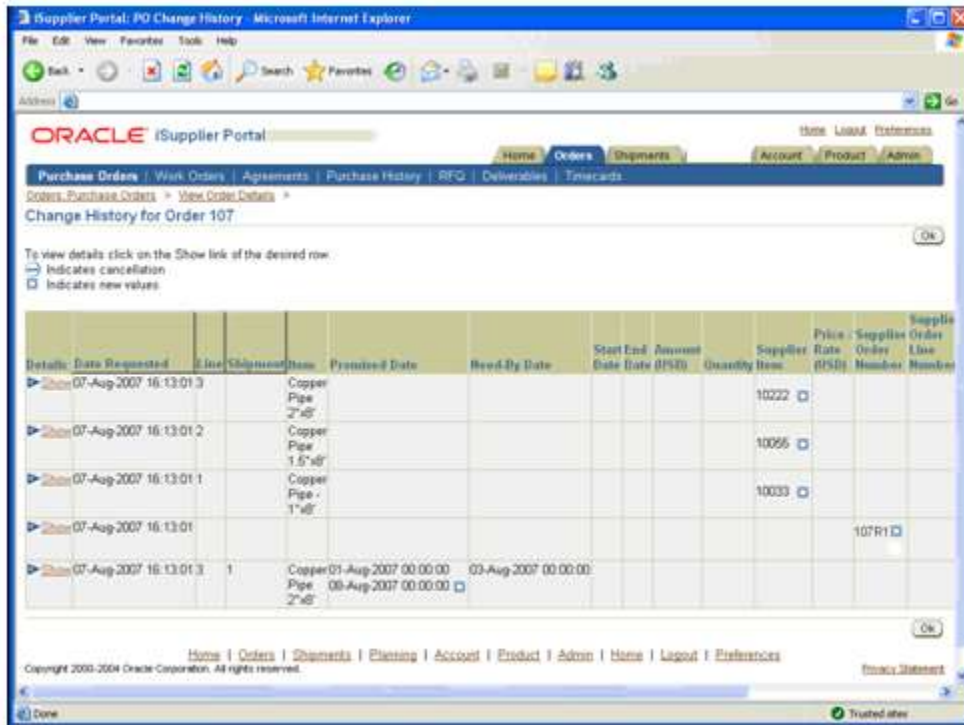 iSupplier Portal: PO Change History - Microsoft Internet Explorer
File Edit View Favorites Tools Help
Back Search Favorites
Address Go
ORACLE iSupplier Portal
Home Logout Preferences
Home Orders Shipments Account Product Admin
Purchase Orders | Work Orders | Agreements | Purchase History | RFQ | Deliverables | Timecards
Orders: Purchase Orders > View Order Details >
Change History for Order 107
Ok
To view details click on the Show link of the desired row.
Indicates cancellation
Indicates new values
Details Date Requested Line Shipment Item Promised Date Need-By Date Start Date End Date Amount (USD) Quantity Supplier Item Price / Rate (USD) Supplier Order Number Supplier Order Line Number
Show 07-Aug-2007 16:13:01 3 Copper Pipe 2"x8' 10222
Show 07-Aug-2007 16:13:01 2 Copper Pipe 1.5"x8' 10055
Show 07-Aug-2007 16:13:01 1 Copper Pipe - 1"x8' 10033
Show 07-Aug-2007 16:13:01 107R1
Show 07-Aug-2007 16:13:01 3 1 Copper Pipe 2"x8' 01-Aug-2007 00:00:00 03-Aug-2007 00:00:00
08-Aug-2007 00:00:00
Ok
Home | Orders | Shipments | Planning | Account | Product | Admin | Home | Logout | Preferences
Copyright 2000-2004 Oracle Corporation. All rights reserved.
Privacy Statement
Done Trusted sites